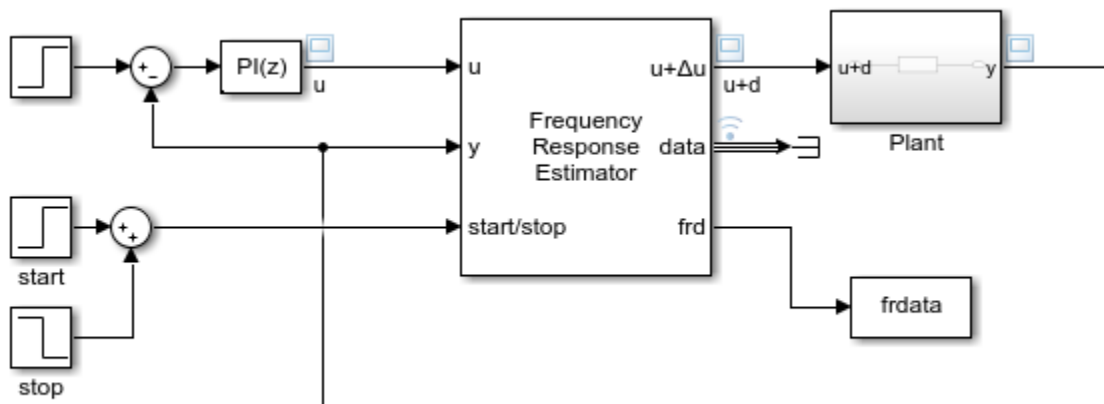 PI(z)
u
u
u+Δu
u+d
u+d
y
Plant
y
Frequency
Response
Estimator
data
start/stop
frd
start
frdata
stop